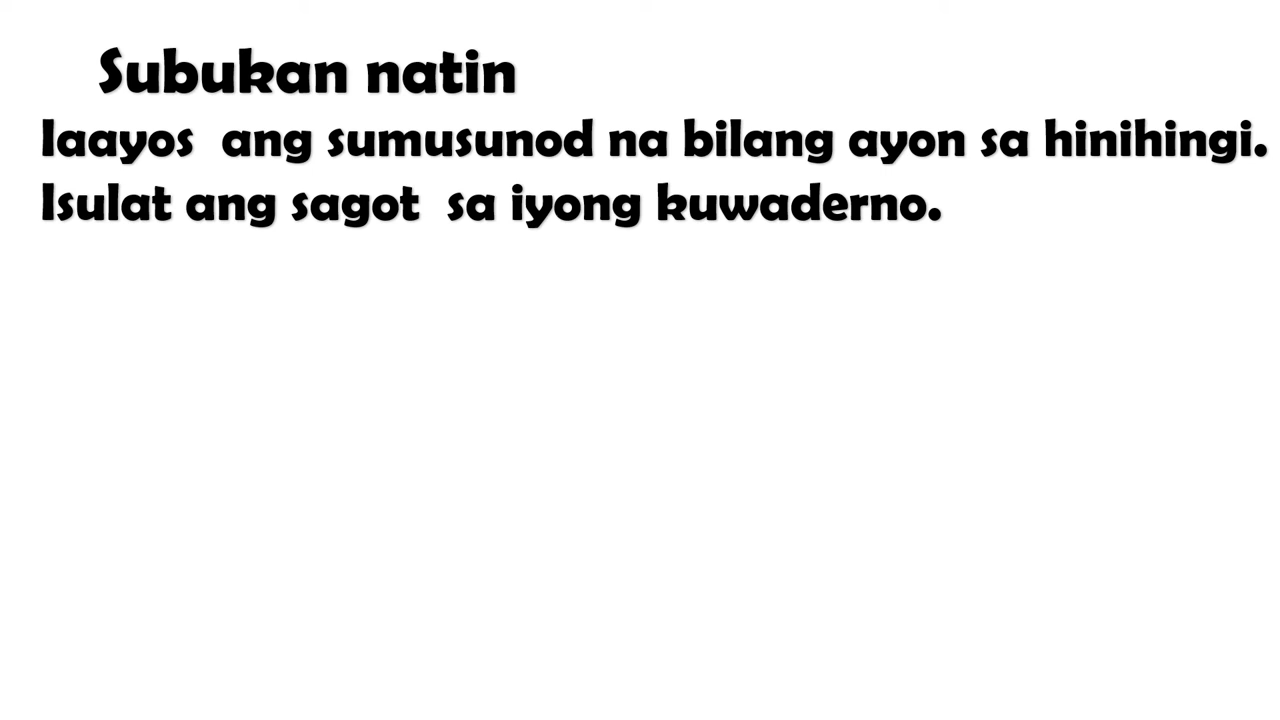 Subukan natin
Iaayos ang sumusunod na bilang ayon sa hinihingi.
Isulat ang sagot sa iyong kuwaderno.